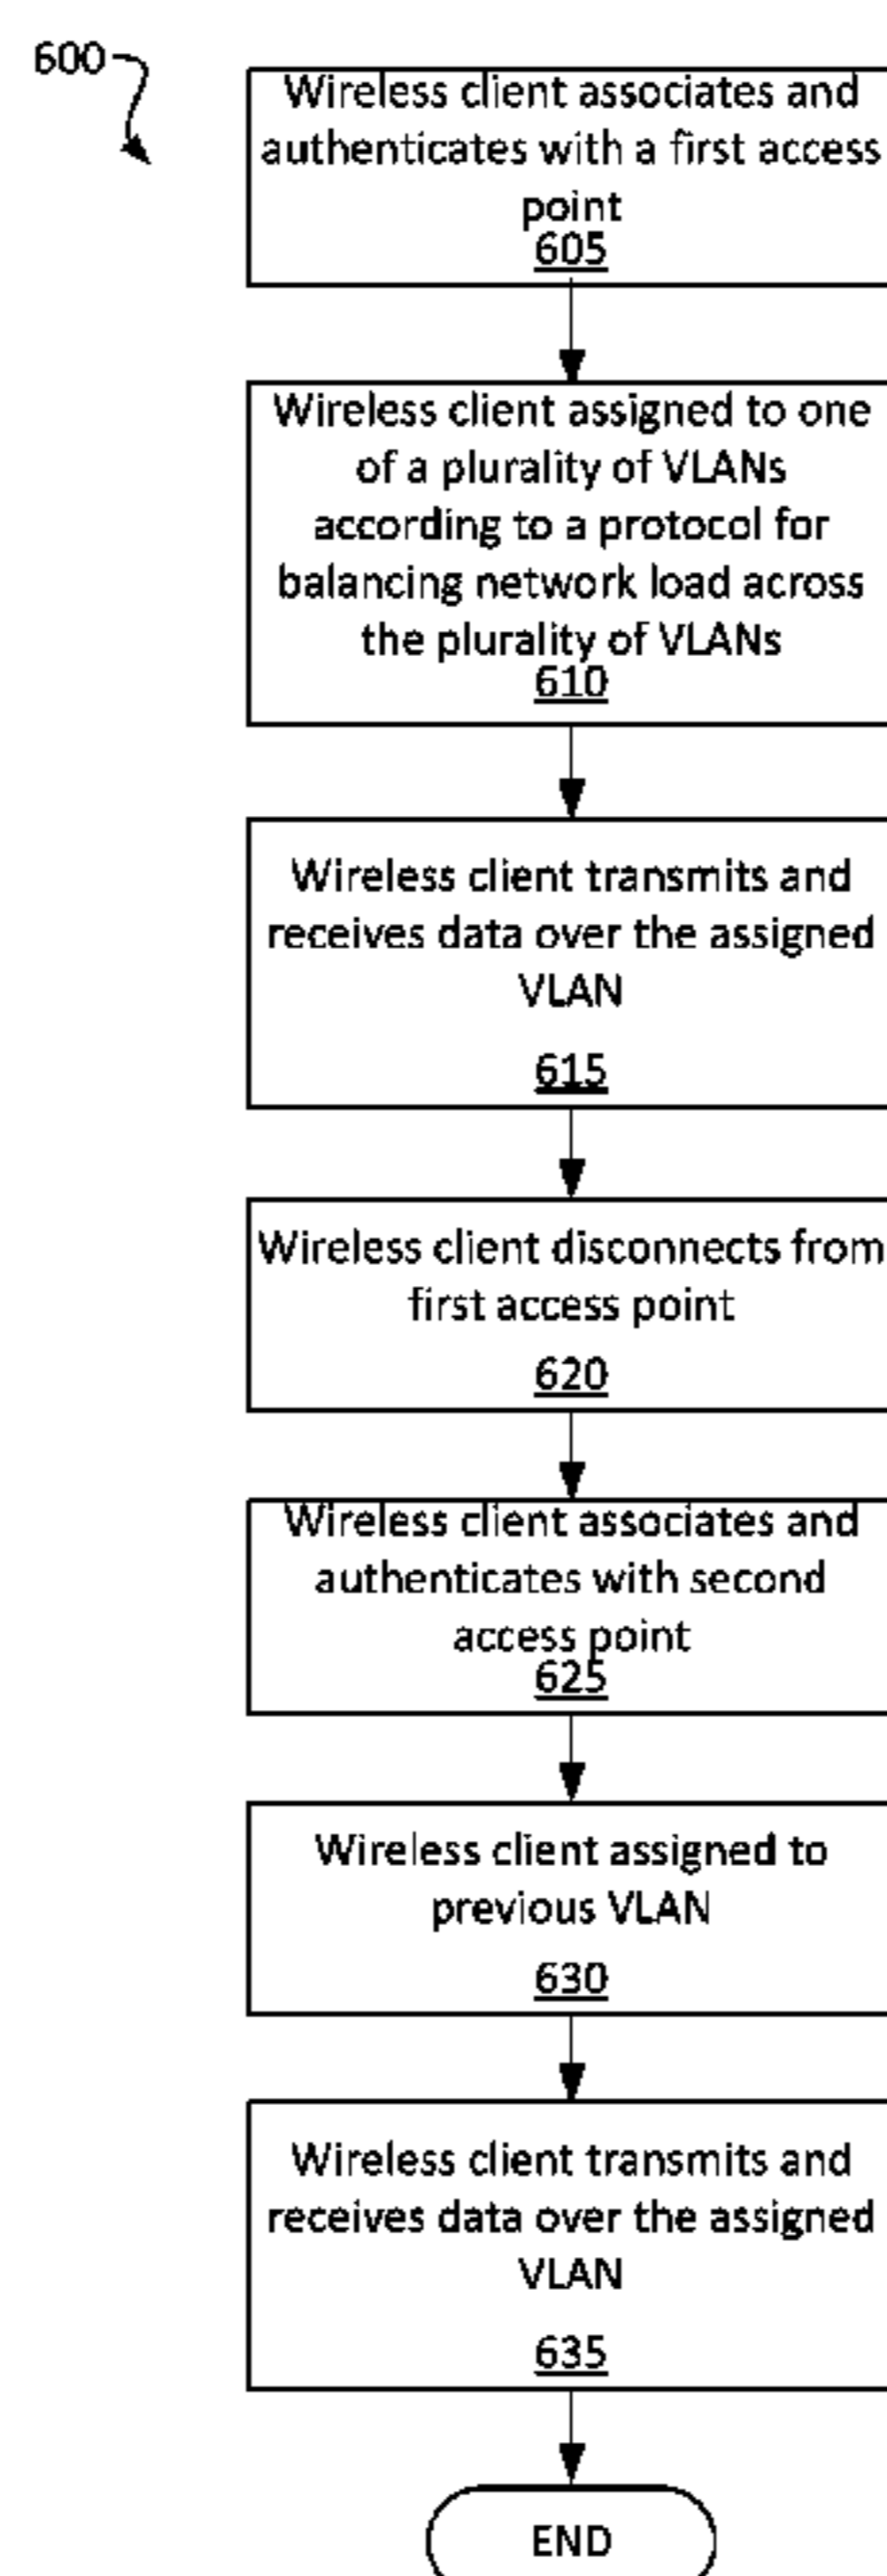 600
Wireless client associates and
authenticates with a first access
point
605
Wireless client assigned to one
of a plurality of VLANs
according to a protocol for
balancing network load across
the plurality of VLANs
610
Wireless client transmits and
receives data over the assigned
VLAN
615
Wireless client disconnects from
first access point
620
Wireless client associates and
authenticates with second
access point
625
Wireless client assigned to
previous VLAN
630
Wireless client transmits and
receives data over the assigned
VLAN
635
END